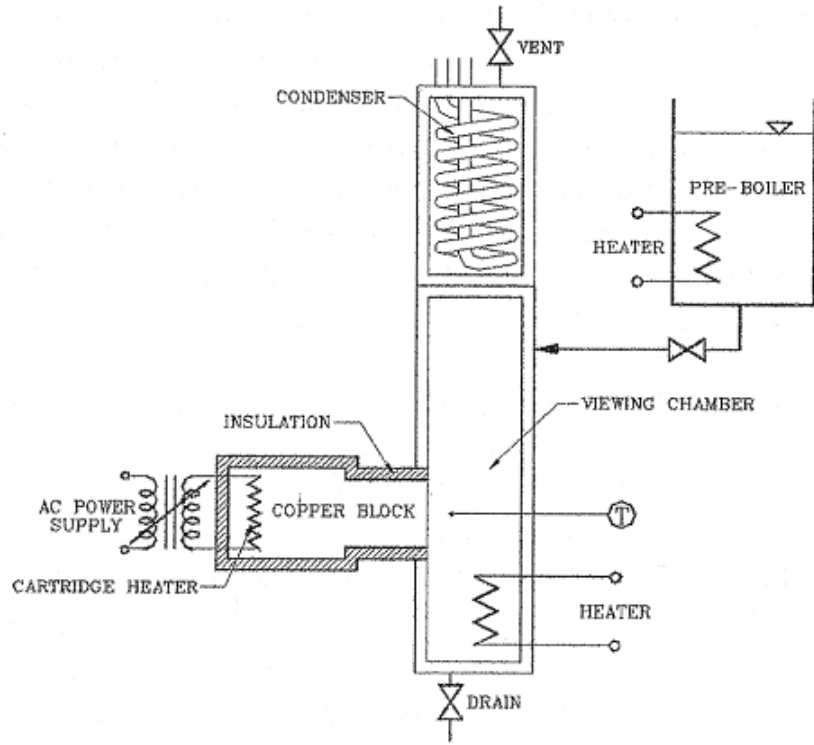 VENT
CONDENSER
PRE-BOILER
HEATER
VIEWING CHAMBER
INSULATION
AC POWER
SUPPLY
COPPER BLOCK
T
CARTRIDGE HEATER
HEATER
DRAIN